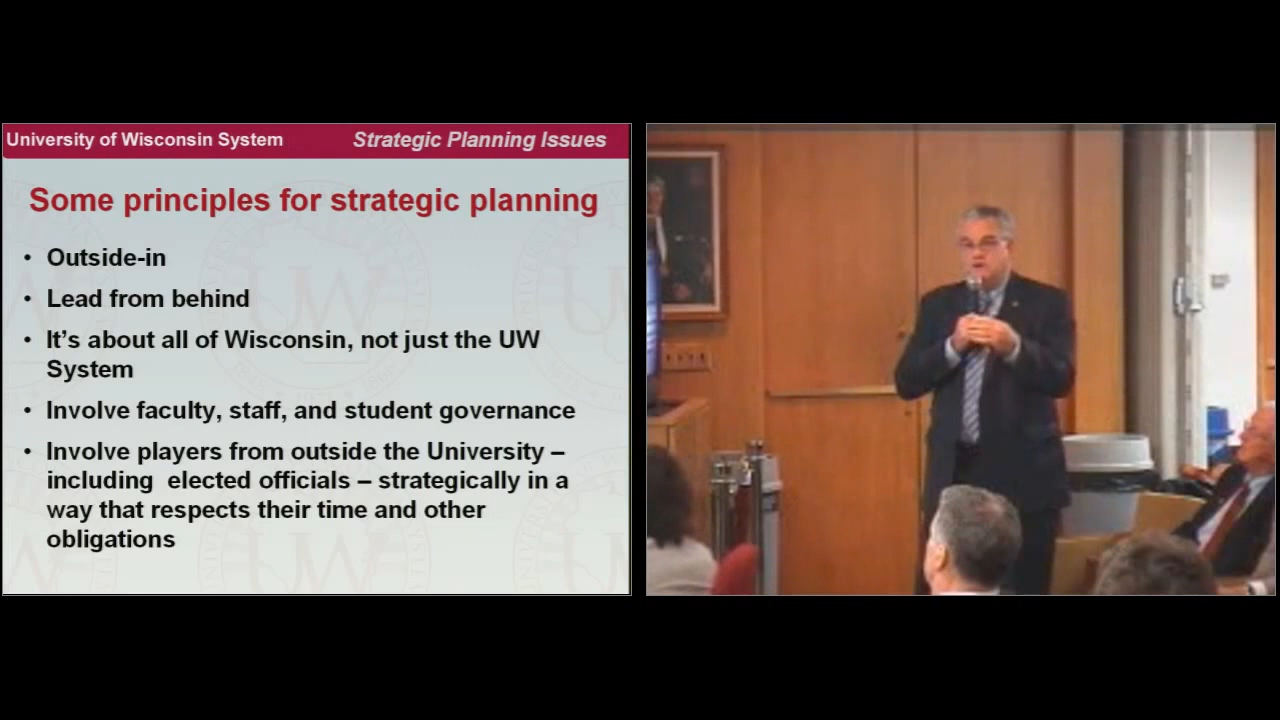 University of Wisconsin System
Strategic Planning Issues
Some principles for strategic planning
• Outside-in
• Lead from behind
• It's about all of Wisconsin, not just the UW
System
• Involve faculty, staff, and student governance
• Involve players from outside the University –
including elected officials – strategically in a
way that respects their time and other
obligations